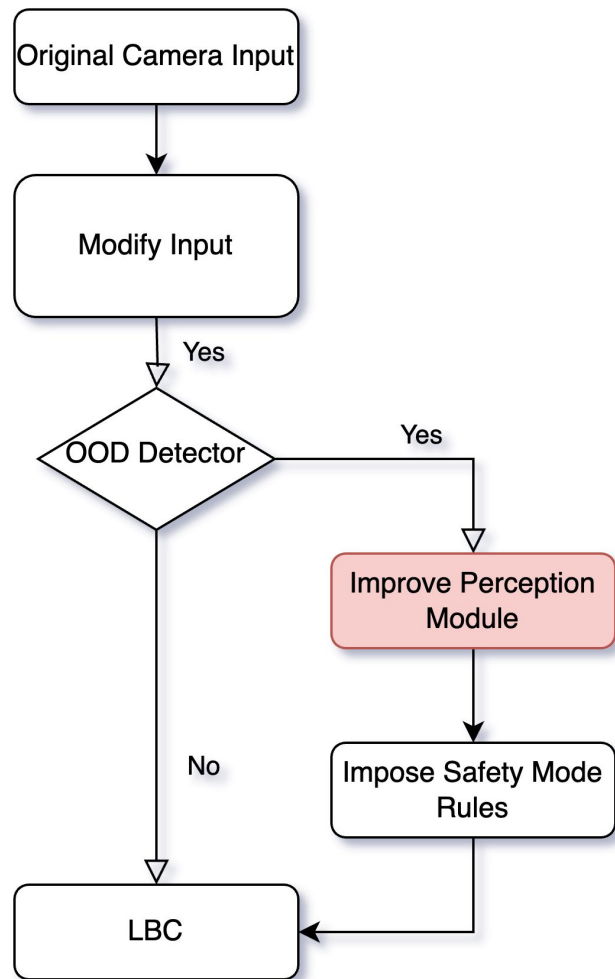 Original Camera Input
Modify Input
Yes
OOD Detector
Yes
Improve Perception
Module
No
Impose Safety Mode
Rules
LBC